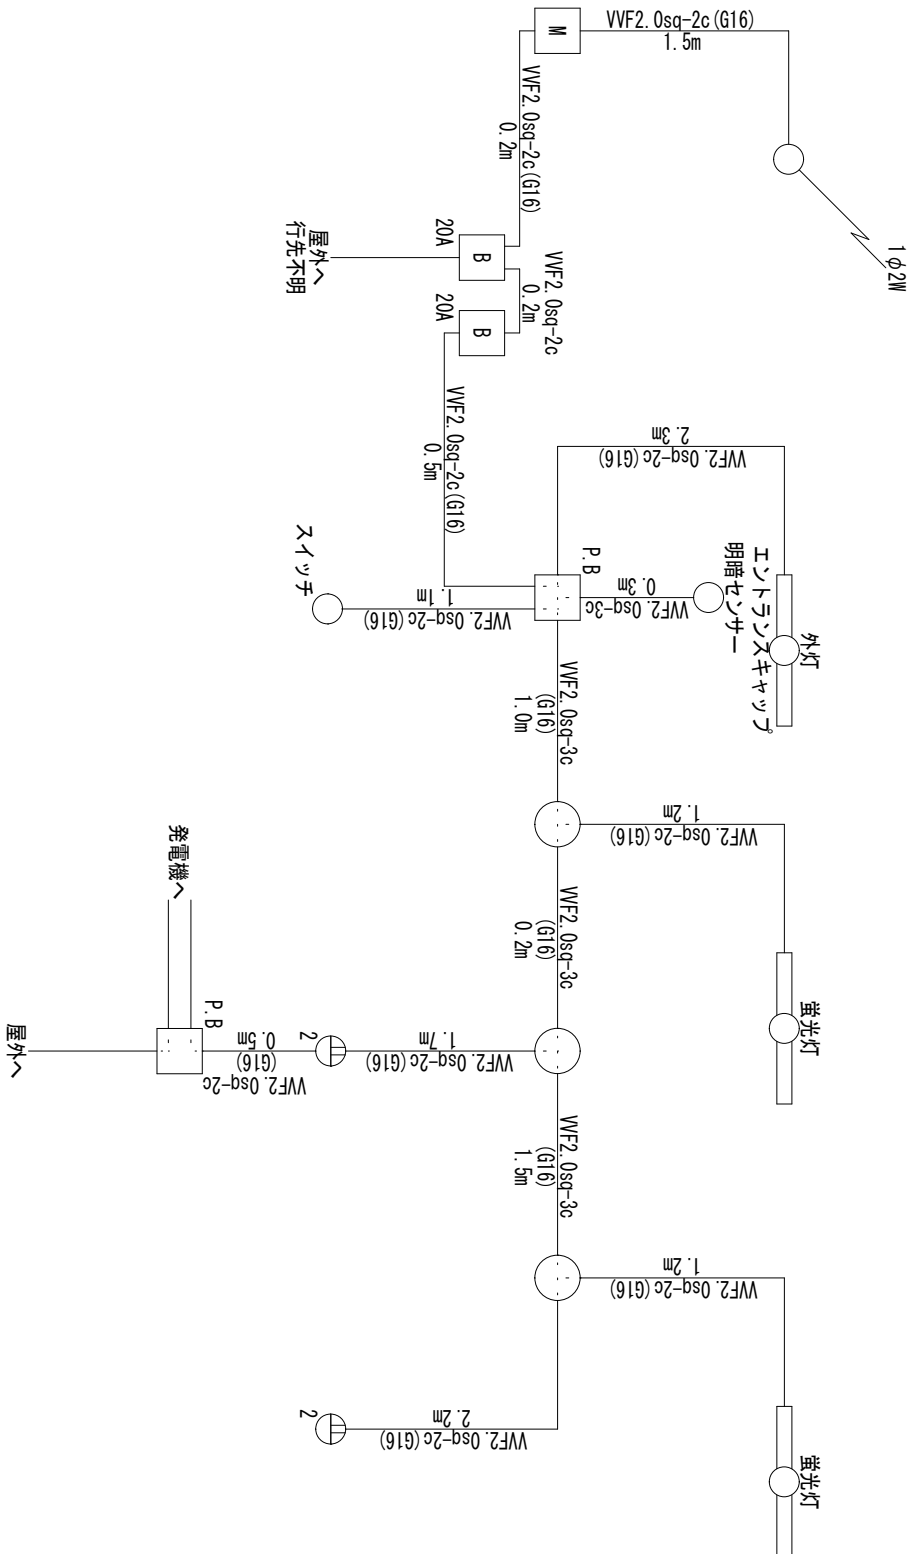 VVF2.0sq-2c(G16)
1.5m
1φ2W
M
VVF2.0sq-2c(G16)
0.2m
20A
B
屋外へ
行先不明
VVF2.0sq-2c
0.2m
20A
B
VVF2.0sq-2c(G16)
0.5m
VVF2.0sq-2c(G16)
2.3m
P.B
VVF2.0sq-3c
0.3m
エントランスキャップ
明暗センサー
外灯
スイッチ
VVF2.0sq-2c(G16)
1.1m
VVF2.0sq-3c
(G16)
1.0m
VVF2.0sq-2c(G16)
1.2m
蛍光灯
VVF2.0sq-3c
(G16)
0.2m
VVF2.0sq-2c(G16)
1.7m
2
VVF2.0sq-2c
(G16)
0.5m
P.B
発電機へ
屋外へ
VVF2.0sq-3c
(G16)
1.5m
VVF2.0sq-2c(G16)
1.2m
蛍光灯
VVF2.0sq-2c(G16)
2.2m
2